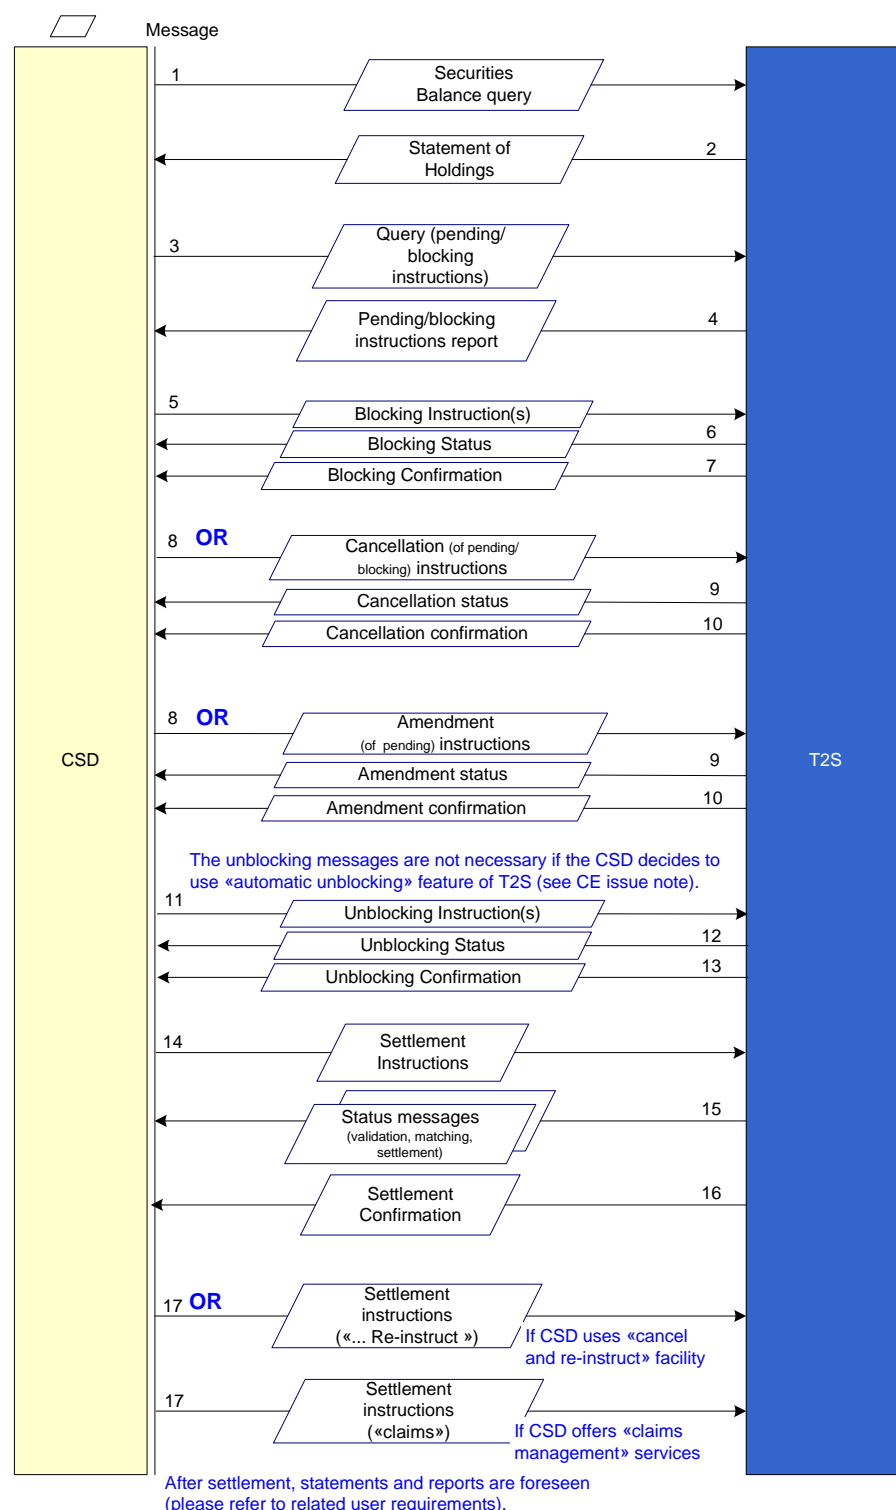 Message
1
Securities
Balance query
Statement of
Holdings
2
3
Query (pending/
blocking
instructions)
Pending/blocking
instructions report
4
5
Blocking Instruction(s)
Blocking Status
6
Blocking Confirmation
7
8 OR
Cancellation (of pending/
blocking) instructions
Cancellation status
9
Cancellation confirmation
10
8 OR
Amendment
(of pending) instructions
CSD
T2S
Amendment status
9
Amendment confirmation
10
The unblocking messages are not necessary if the CSD decides to
use «automatic unblocking» feature of T2S (see CE issue note).
11
Unblocking Instruction(s)
Unblocking Status
12
Unblocking Confirmation
13
14
Settlement
Instructions
Status messages
(validation, matching,
settlement)
15
Settlement
Confirmation
16
17 OR
Settlement
instructions
(«... Re-instruct »)
If CSD uses «cancel
and re-instruct» facility
17
Settlement
instructions
(«claims»)
If CSD offers «claims
management» services
After settlement, statements and reports are foreseen
(please refer to related user requirements).